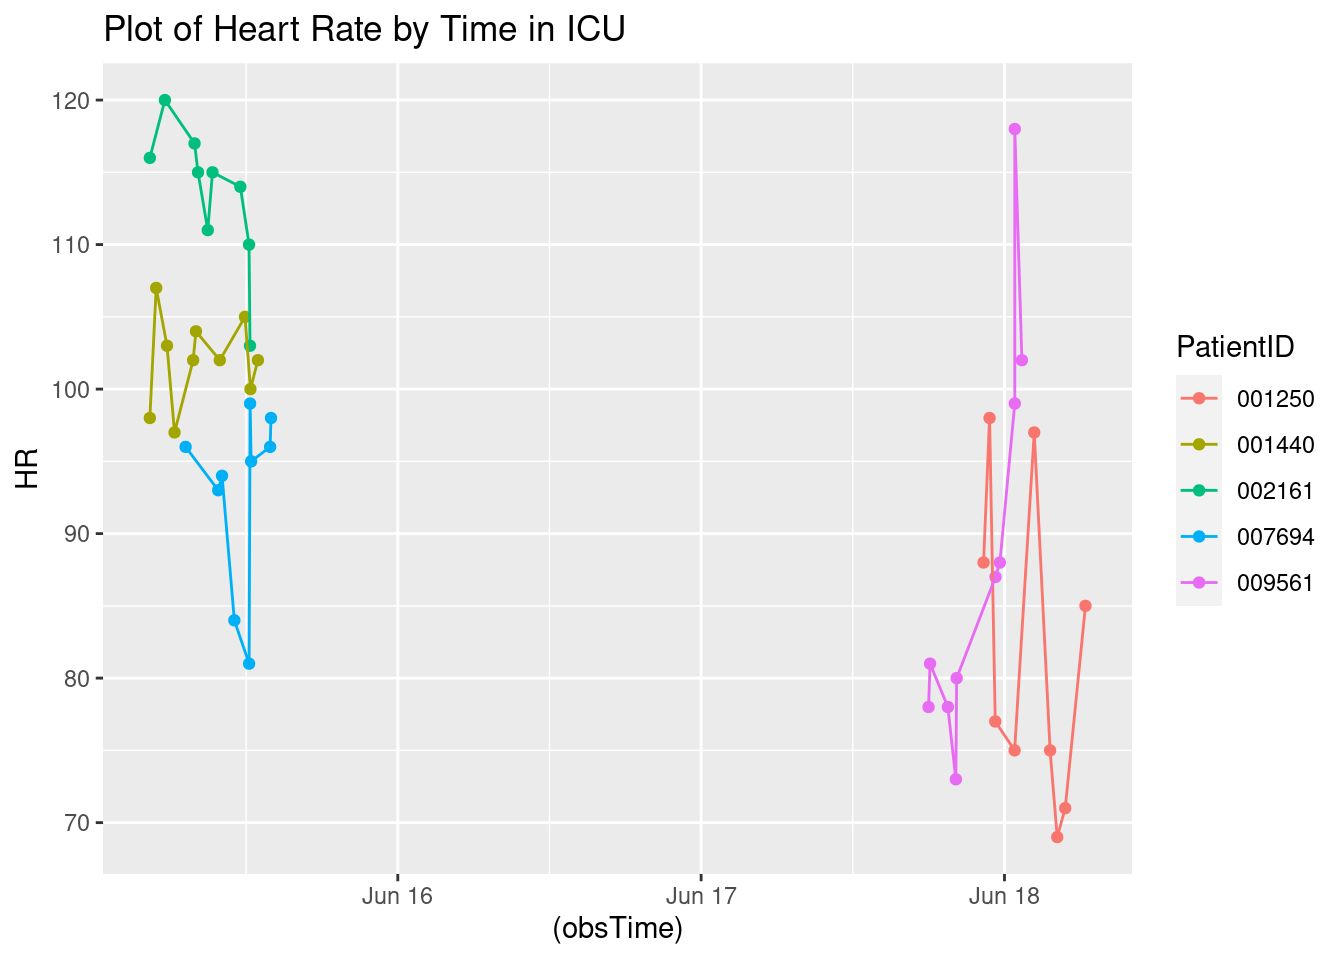 Plot of Heart Rate by Time in ICU
120
110
100
90
80
70
HR
Jun 16
Jun 17
Jun 18
(obsTime)
PatientID
001250
001440
002161
007694
009561